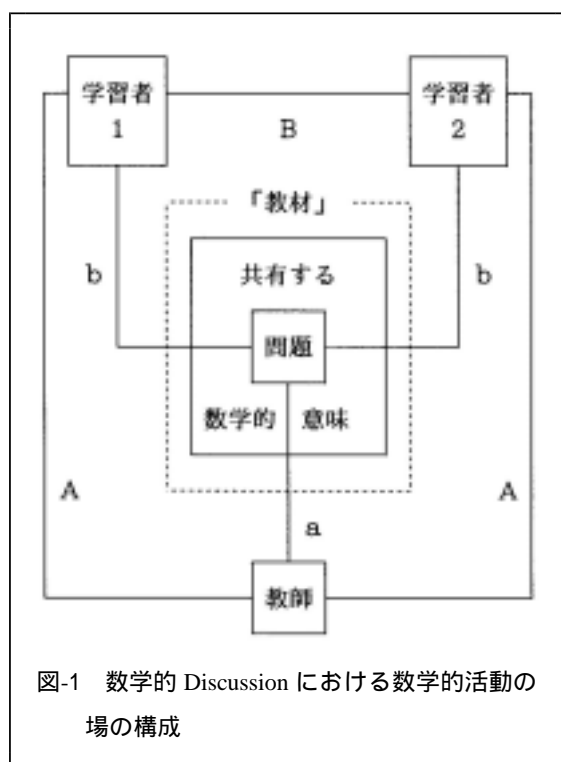 学習者
1
学習者
2
B
「教材」
b
b
共有する
問題
数学的 意味
A
A
a
教師
図-1 数学的 Discussion における数学的活動の
場の構成